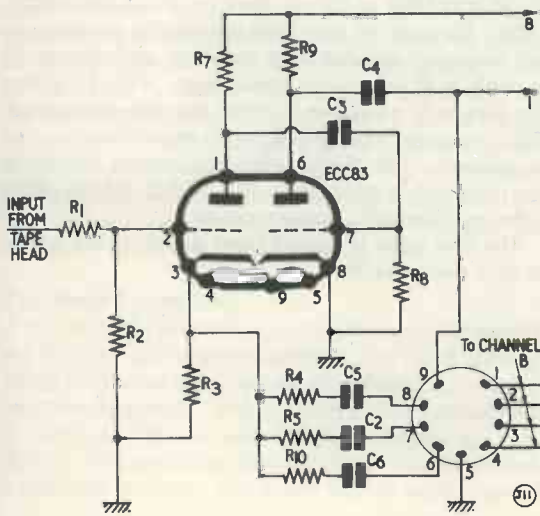 8
R7
R9
C4
C3
1
1
6
ECC83
INPUT
FROM
TAPE
HEAD
R1
2
7
3
8
4
9
5
R8
R2
R3
To CHANNEL
B
9
1
R4
C5
8
2
R5
C2
7
3
R10
C6
6
5
4
J11